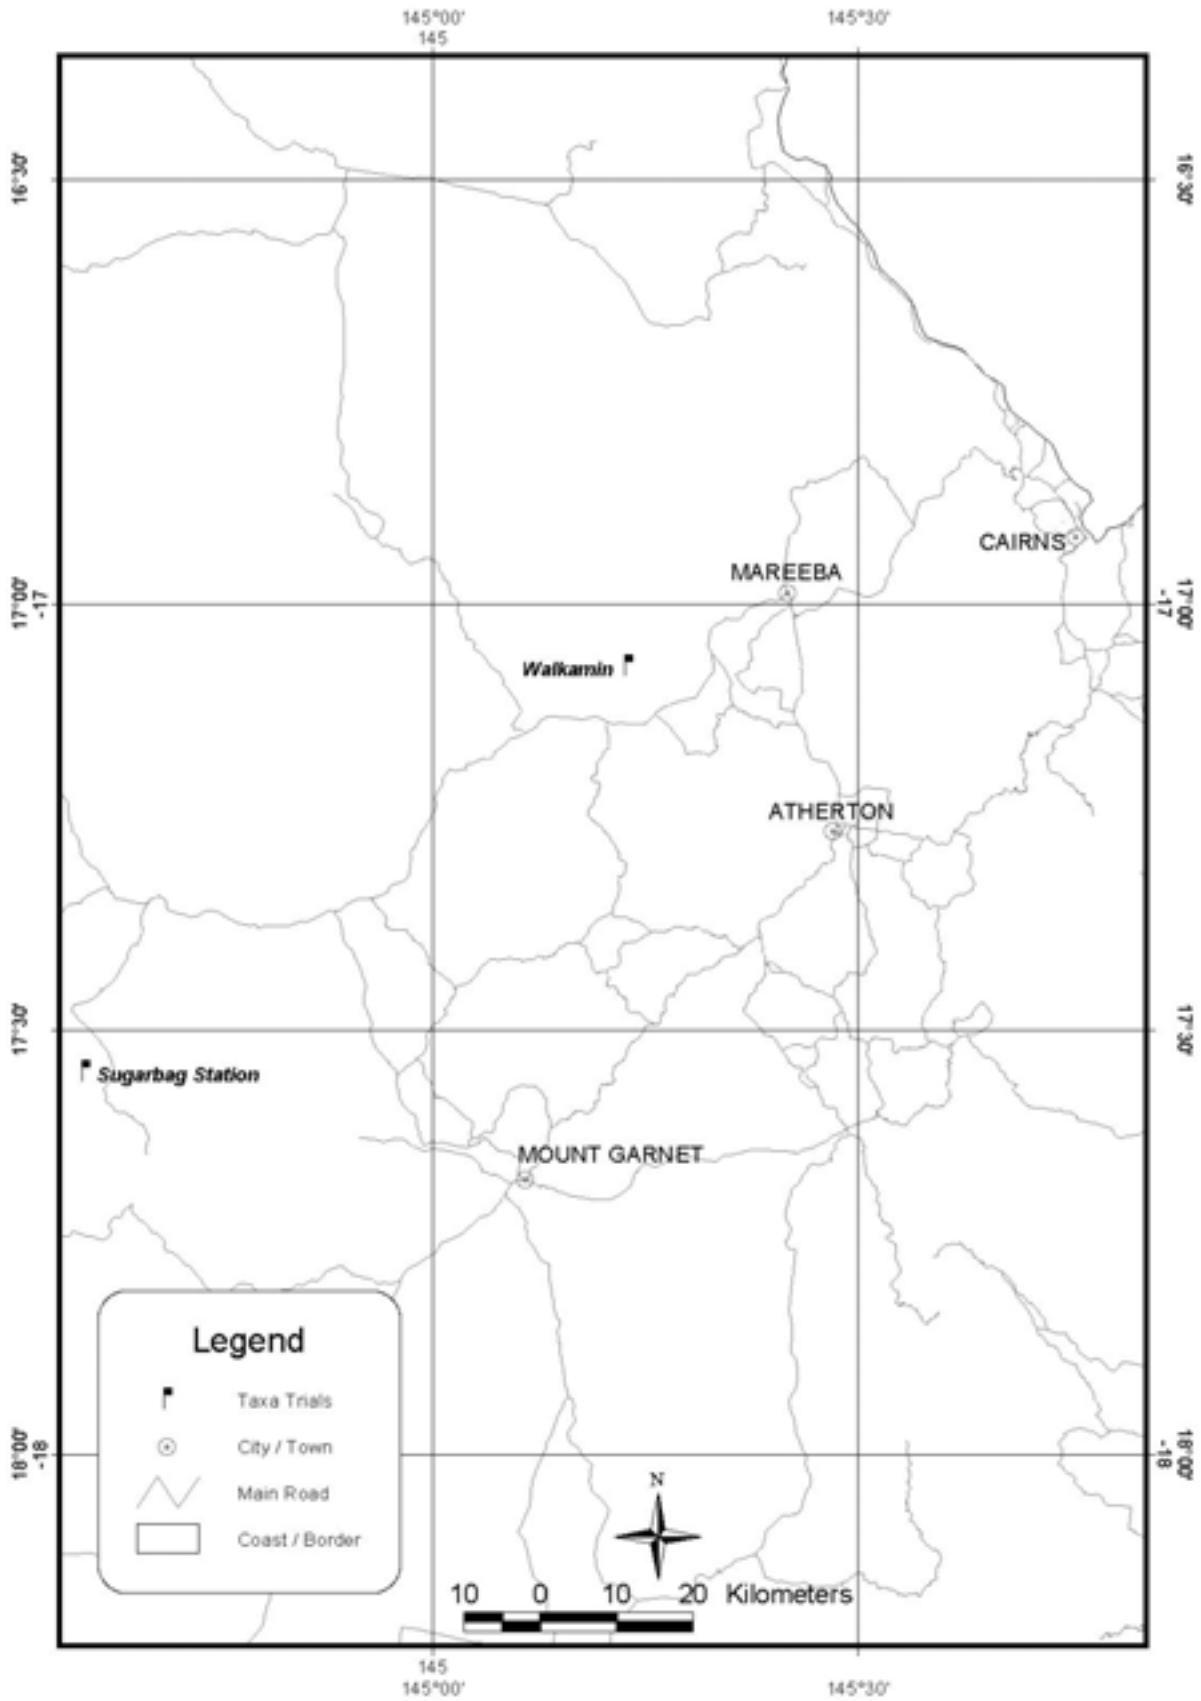 145°00'
145
145°30'
16°30'
16°30'
CAIRNS
MAREEBA
17°00'
-17
-17
17°00'
Walkamin
ATHERTON
17°30'
17°30'
Sugarbag Station
MOUNT GARNET
Legend
Taxa Trials
City / Town
Main Road
Coast / Border
18°00'
-18
-18
18°00'
N
10 0 10 20 Kilometers
145
145°00'
145°30'